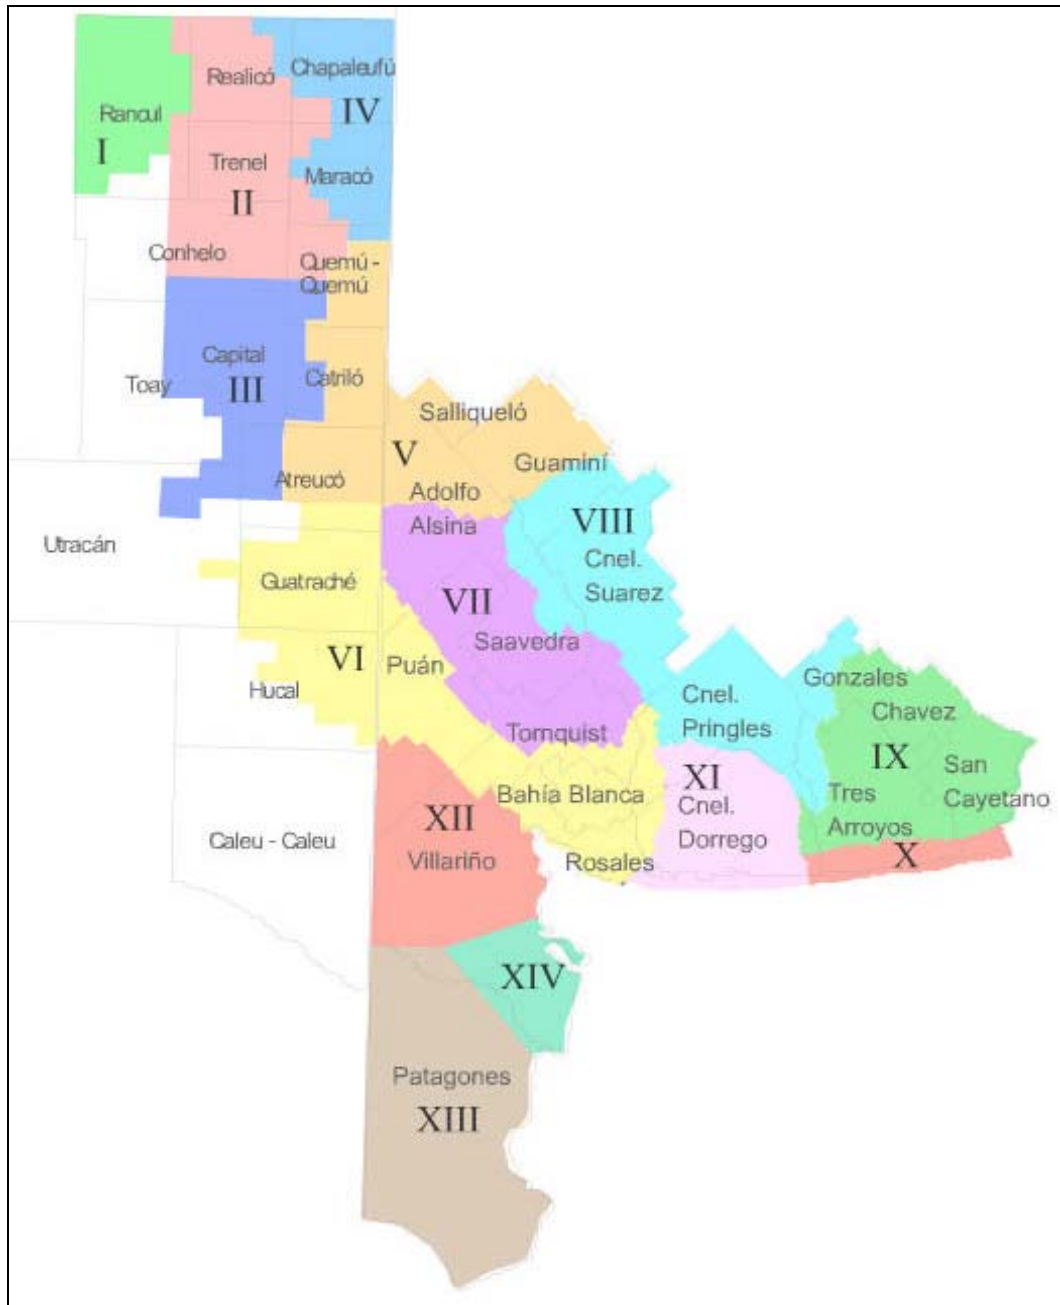 Chapaleufú
Realicó
IV
Rancul
I
Trenel
Maracó
II
Conhelo
Quemú -
Quemú
Capital
Toay
III
Catriló
Salliqueló
V
Guaminí
Atreucó
Adolfo
Alsina
VIII
Utracán
Cnel.
Suarez
Guatraché
VII
Saavedra
VI
Puán
Hucal
Gonzales
Chavez
Cnel.
Pringles
Tornquist
IX
San
Cayetano
XI
Bahía Blanca
Cnel.
Dorrego
Tres
Arroyos
XII
Caleu - Caleu
Villariño
Rosales
X
XIV
Patagones
XIII